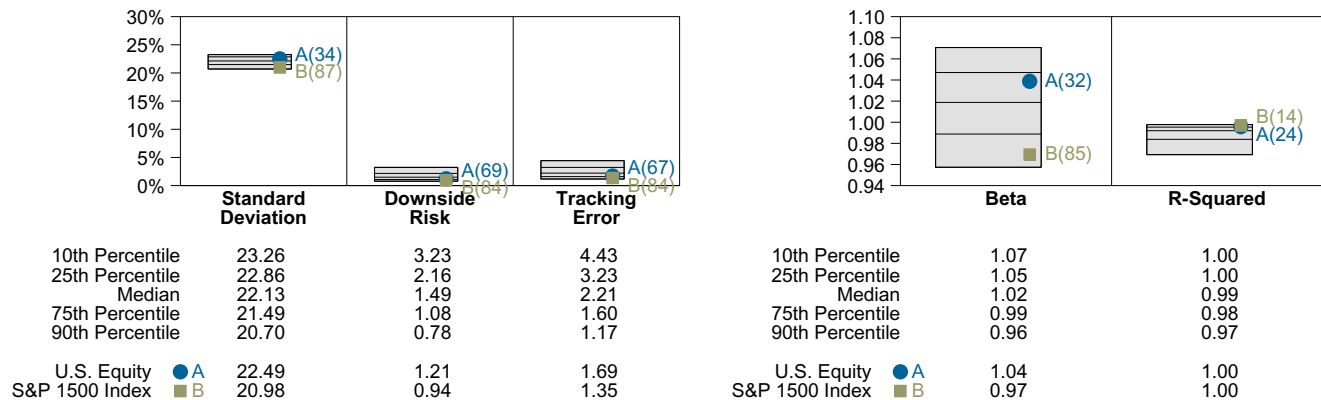 30%
25%
20%
15%
10%
5%
0%
A(34)
B(87)
A(69)
B(84)
A(67)
B(84)
Standard Deviation
Downside Risk
Tracking Error
10th Percentile 23.26 3.23 4.43
25th Percentile 22.86 2.16 3.23
Median 22.13 1.49 2.21
75th Percentile 21.49 1.08 1.60
90th Percentile 20.70 0.78 1.17
U.S. Equity A 22.49 1.21 1.69
S&P 1500 Index B 20.98 0.94 1.35
1.10
1.08
1.06
1.04
1.02
1.00
0.98
0.96
0.94
A(32)
B(85)
B(14)
A(24)
Beta
R-Squared
10th Percentile 1.07 1.00
25th Percentile 1.05 1.00
Median 1.02 0.99
75th Percentile 0.99 0.98
90th Percentile 0.96 0.97
U.S. Equity A 1.04 1.00
S&P 1500 Index B 0.97 1.00